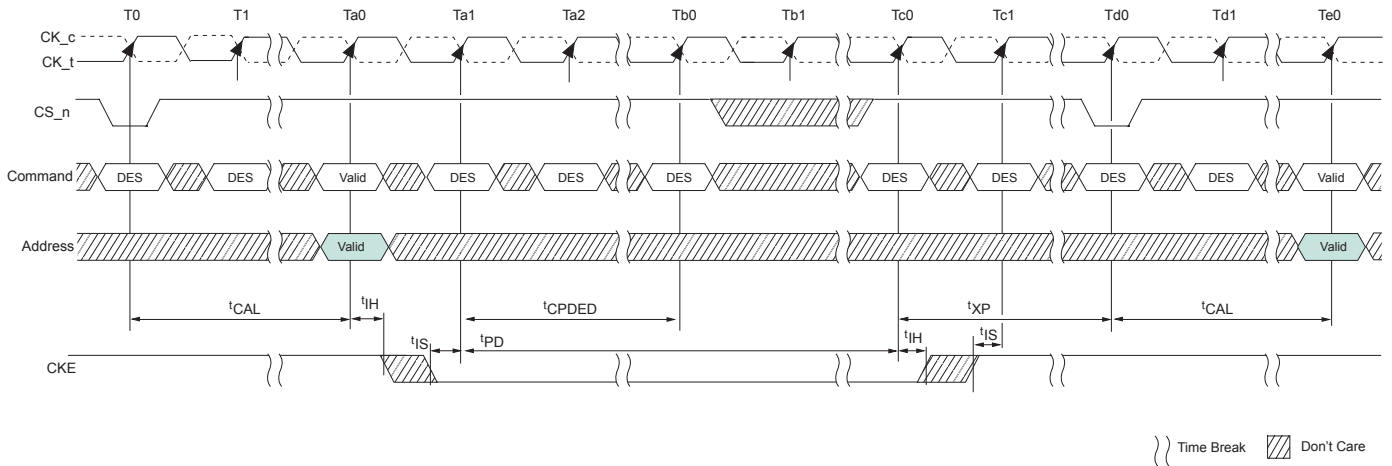 T0 T1 Ta0 Ta1 Ta2 Tb0 Tb1 Tc0 Tc1 Td0 Td1 Te0
CK_c
CK_t
CS_n
Command DES DES Valid DES DES DES DES DES DES DES Valid
Address Valid Valid
tCAL tIH tCPDED tXP tCAL
tIS tPD tIH tIS
CKE
Time Break Don't Care